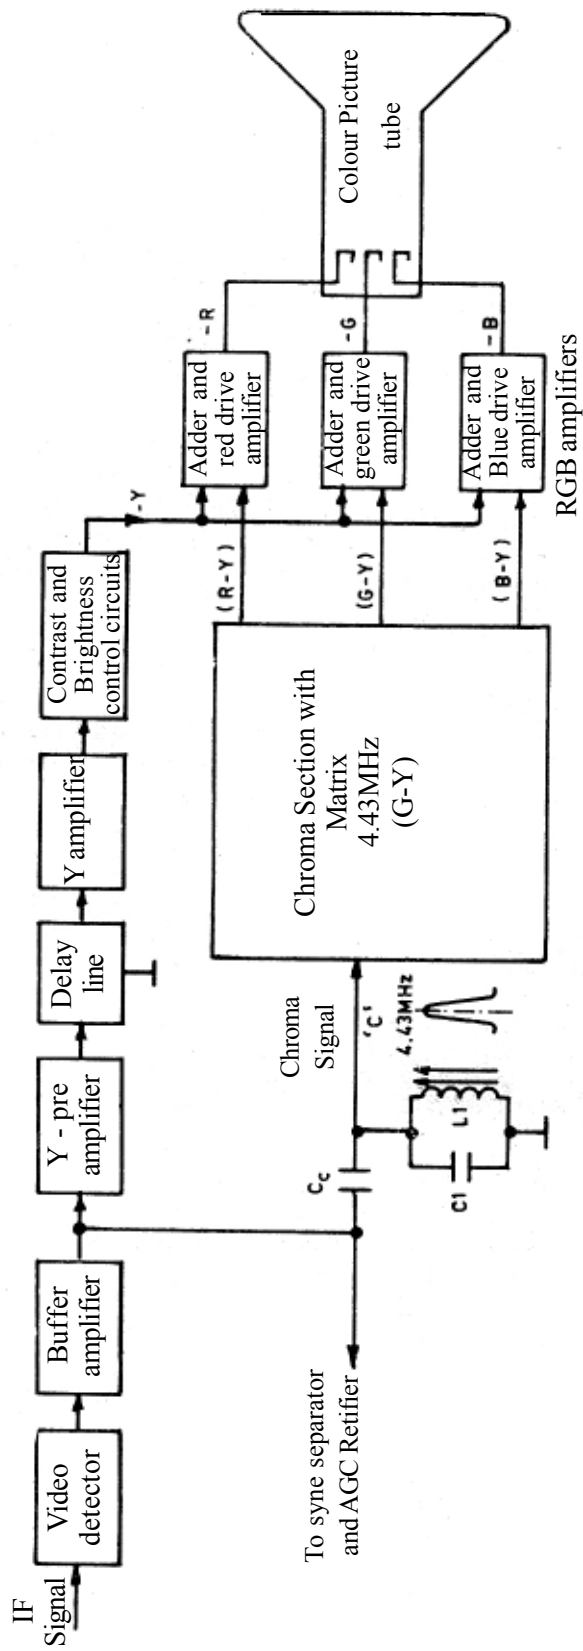 IF
Signal
Video
detector
Buffer
amplifier
Y - pre
amplifier
Delay
line
Y amplifier
Contrast and
Brightness
control circuits
-Y
To syne separator
and AGC Retifier
Cc
C1
L1
4.43MHz
Chroma
Signal
'C'
Chroma Section with
Matrix
4.43MHz
(G-Y)
(R-Y)
(G-Y)
(B-Y)
Adder and
red drive
amplifier
Adder and
green drive
amplifier
Adder and
Blue drive
amplifier
RGB amplifiers
-R
-G
-B
Colour Picture
tube